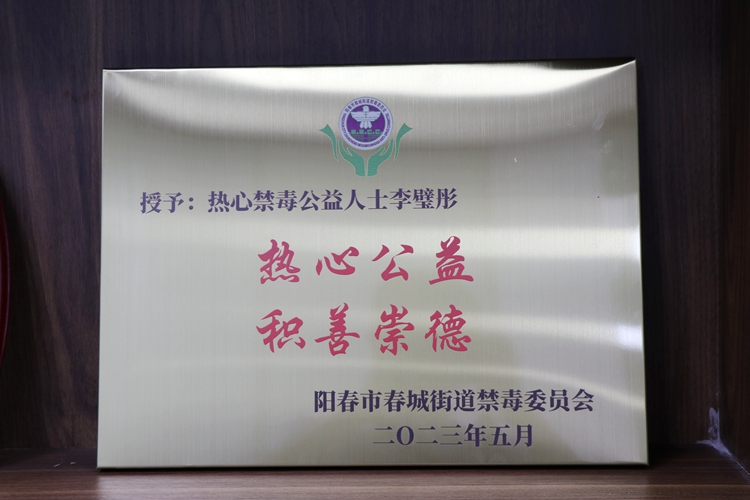 授予：热心禁毒公益人士李璧彤
热心公益
积善崇德
阳春市春城街道禁毒委员会
二〇二三年五月